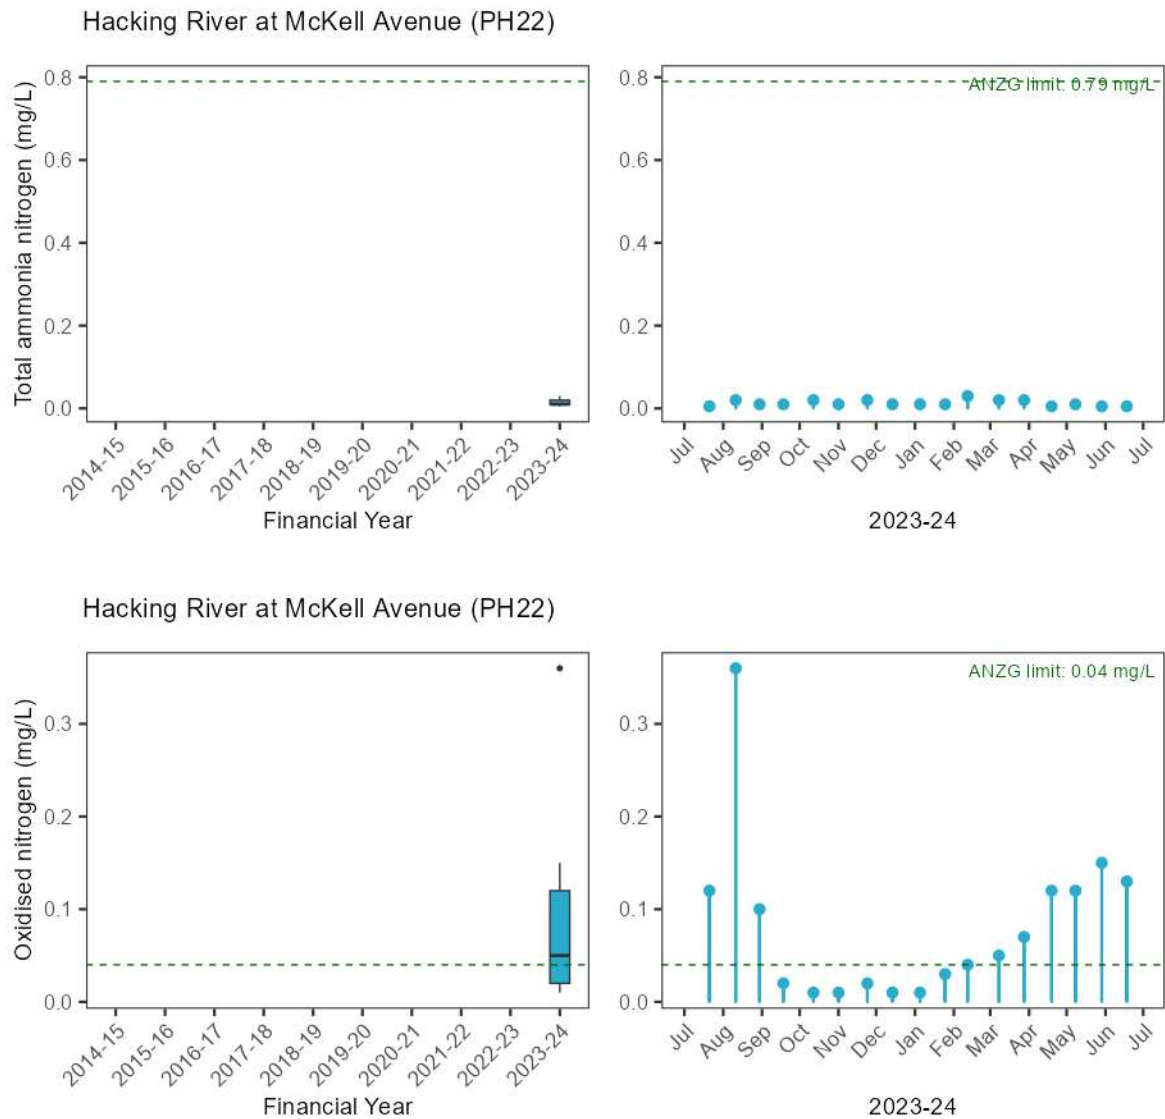 Hacking River at McKell Avenue (PH22)
Total ammonia nitrogen (mg/L)
0.8
0.6
0.4
0.2
0.0
2014-15
2015-16
2016-17
2017-18
2018-19
2019-20
2020-21
2021-22
2022-23
2023-24
Financial Year
ANZG limit: 0.79 mg/L
0.8
0.6
0.4
0.2
0.0
Jul
Aug
Sep
Oct
Nov
Dec
Jan
Feb
Mar
Apr
May
Jun
Jul
2023-24
Hacking River at McKell Avenue (PH22)
Oxidised nitrogen (mg/L)
0.3
0.2
0.1
0.0
2014-15
2015-16
2016-17
2017-18
2018-19
2019-20
2020-21
2021-22
2022-23
2023-24
Financial Year
ANZG limit: 0.04 mg/L
0.3
0.2
0.1
0.0
Jul
Aug
Sep
Oct
Nov
Dec
Jan
Feb
Mar
Apr
May
Jun
Jul
2023-24